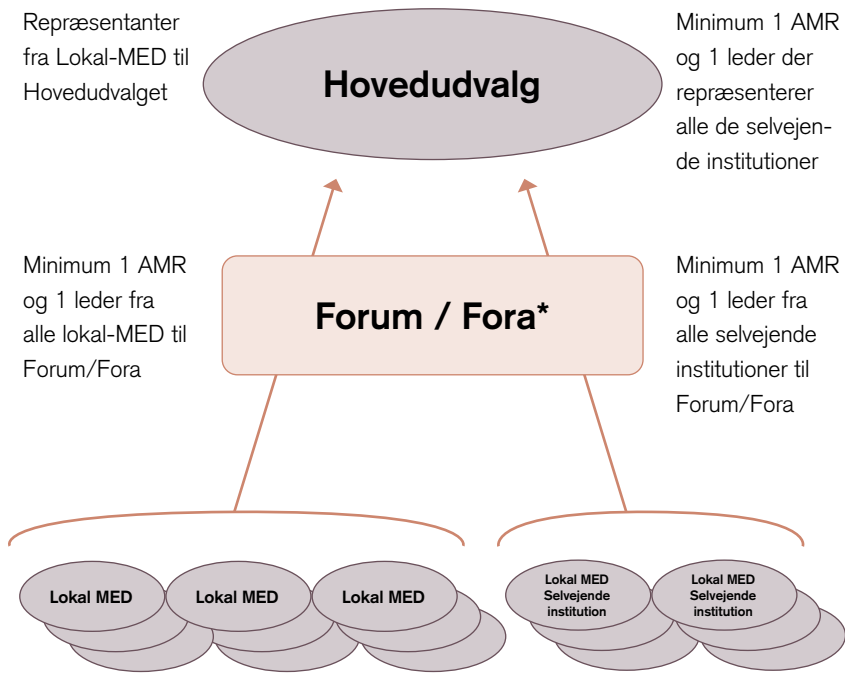 Repræsentanter
fra Lokal-MED til
Hovedudvalget
Hovedudvalg
Minimum 1 AMR
og 1 leder der
repræsenterer
alle de selvejen-
de institutioner
Minimum 1 AMR
og 1 leder fra
alle lokal-MED til
Forum/Fora
Forum / Fora*
Minimum 1 AMR
og 1 leder fra
alle selvejende
institutioner til
Forum/Fora
Lokal MED
Lokal MED
Lokal MED
Lokal MED
Selvejende
institution
Lokal MED
Selvejende
institution